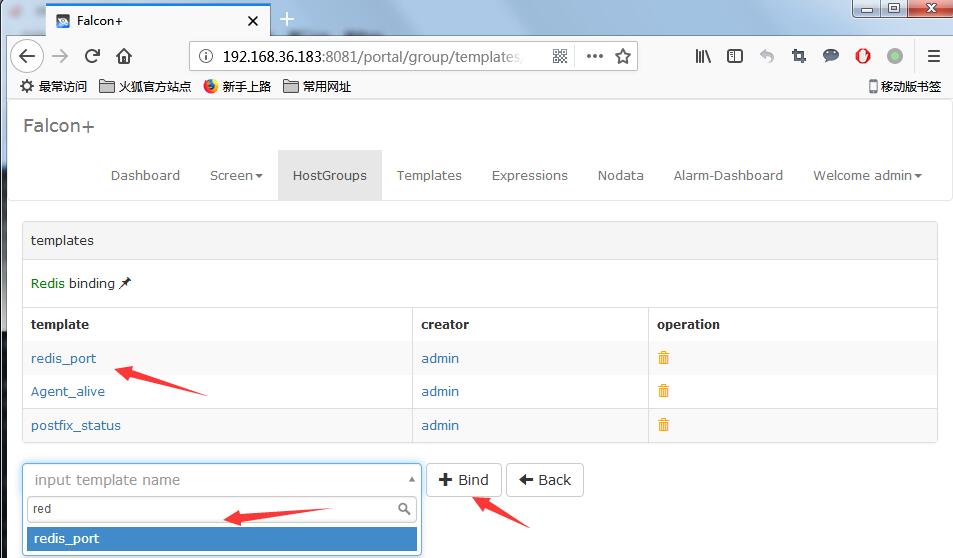 Falcon+
192.168.36.183:8081/portal/group/templates/
最常访问 火狐官方站点 新手上路 常用网址 移动版书签
Falcon+
Dashboard Screen HostGroups Templates Expressions Nodata Alarm-Dashboard Welcome admin
templates
Redis binding
template creator operation
redis_port admin
Agent_alive admin
postfix_status admin
input template name Bind Back
red
redis_port